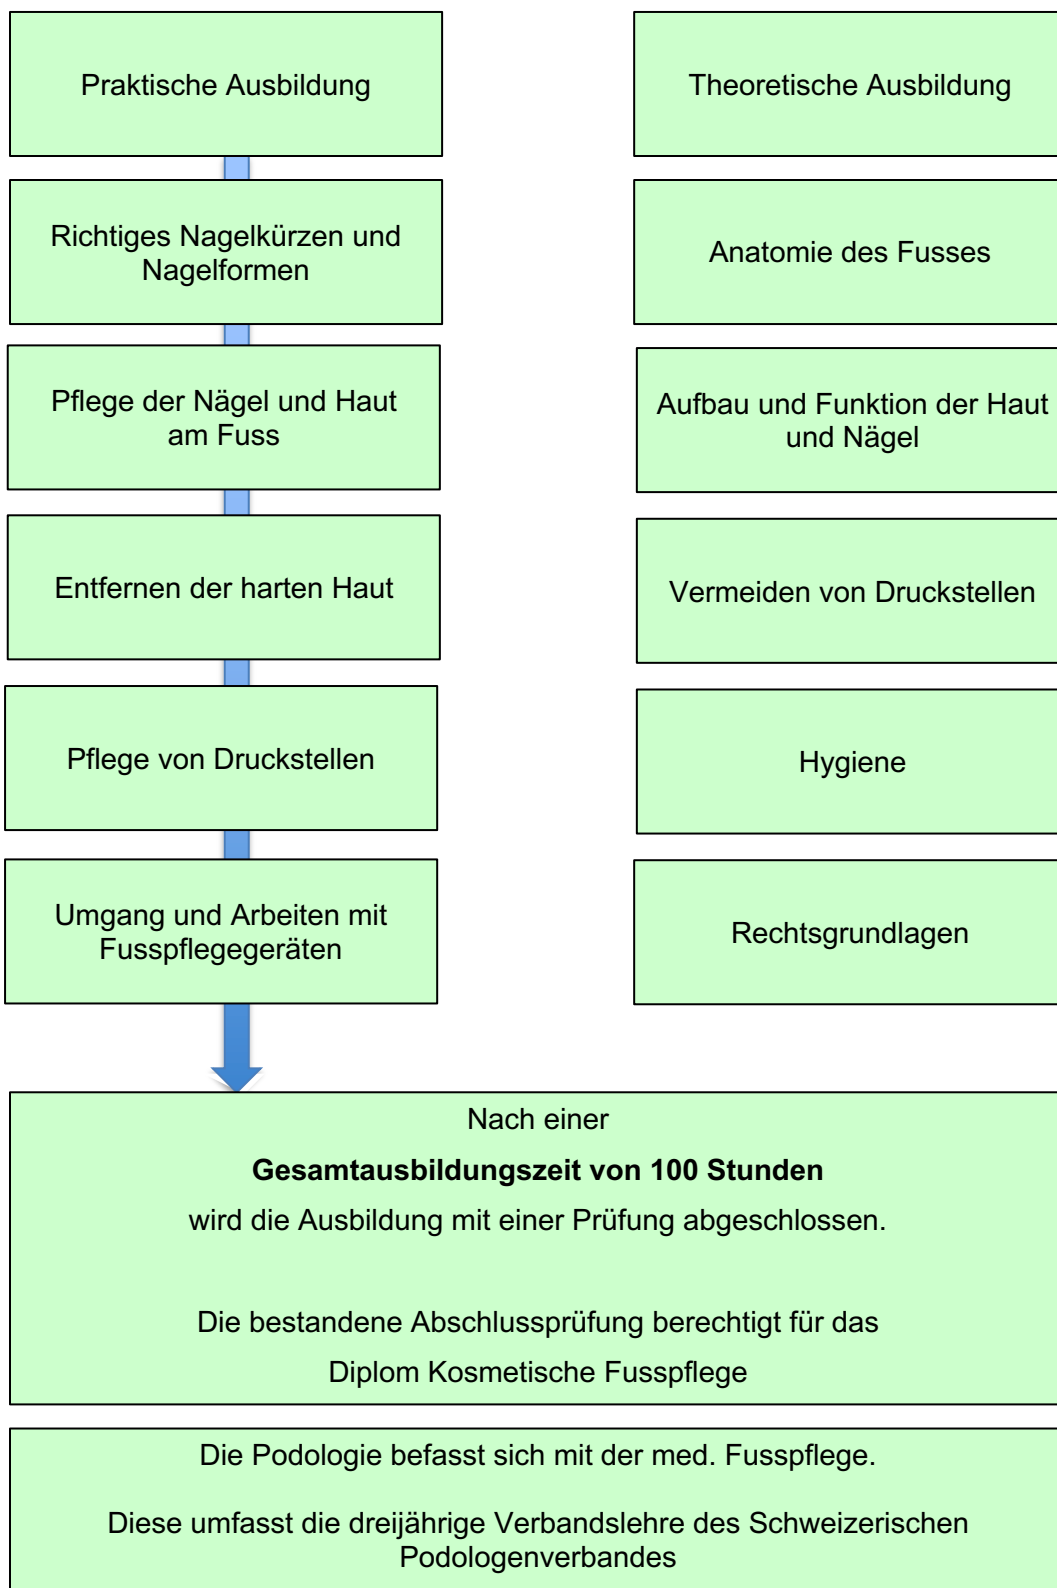 Praktische Ausbildung
Theoretische Ausbildung
Richtiges Nagelkürzen und
Nagelformen
Anatomie des Fusses
Pflege der Nägel und Haut
am Fuss
Aufbau und Funktion der Haut
und Nägel
Entfernen der harten Haut
Vermeiden von Druckstellen
Pflege von Druckstellen
Hygiene
Umgang und Arbeiten mit
Fusspflegegeräten
Rechtsgrundlagen
Nach einer
Gesamtausbildungszeit von 100 Stunden
wird die Ausbildung mit einer Prüfung abgeschlossen.
Die bestandene Abschlussprüfung berechtigt für das
Diplom Kosmetische Fusspflege
Die Podologie befasst sich mit der med. Fusspflege.
Diese umfasst die dreijährige Verbandslehre des Schweizerischen
Podologenverbandes